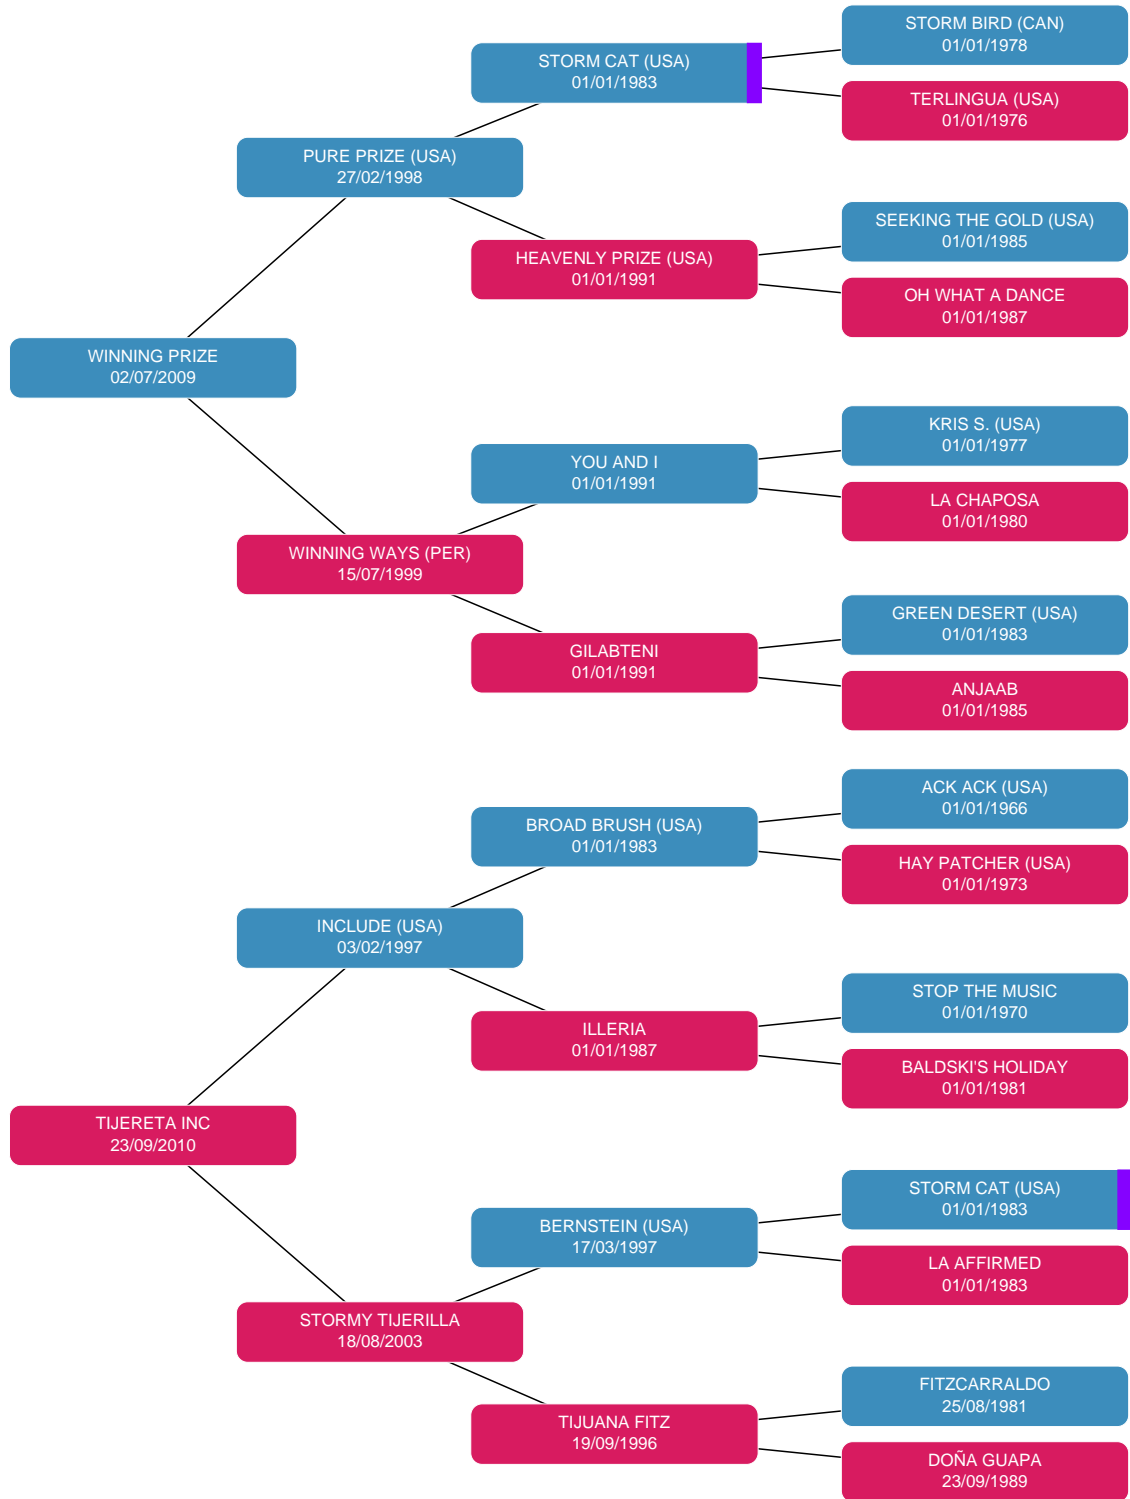 STORM BIRD (CAN)
01/01/1978
STORM CAT (USA)
01/01/1983
TERLINGUA (USA)
01/01/1976
PURE PRIZE (USA)
27/02/1998
SEEKING THE GOLD (USA)
01/01/1985
HEAVENLY PRIZE (USA)
01/01/1991
OH WHAT A DANCE
01/01/1987
WINNING PRIZE
02/07/2009
KRIS S. (USA)
01/01/1977
YOU AND I
01/01/1991
LA CHAPOSA
01/01/1980
WINNING WAYS (PER)
15/07/1999
GREEN DESERT (USA)
01/01/1983
GILABTENI
01/01/1991
ANJAAB
01/01/1985
ACK ACK (USA)
01/01/1966
BROAD BRUSH (USA)
01/01/1983
HAY PATCHER (USA)
01/01/1973
INCLUDE (USA)
03/02/1997
STOP THE MUSIC
01/01/1970
ILLERIA
01/01/1987
BALDSKI'S HOLIDAY
01/01/1981
TIJERETA INC
23/09/2010
STORM CAT (USA)
01/01/1983
BERNSTEIN (USA)
17/03/1997
LA AFFIRMED
01/01/1983
STORMY TIJERILLA
18/08/2003
FITZCARRALDO
25/08/1981
TIJUANA FITZ
19/09/1996
DOÑA GUAPA
23/09/1989